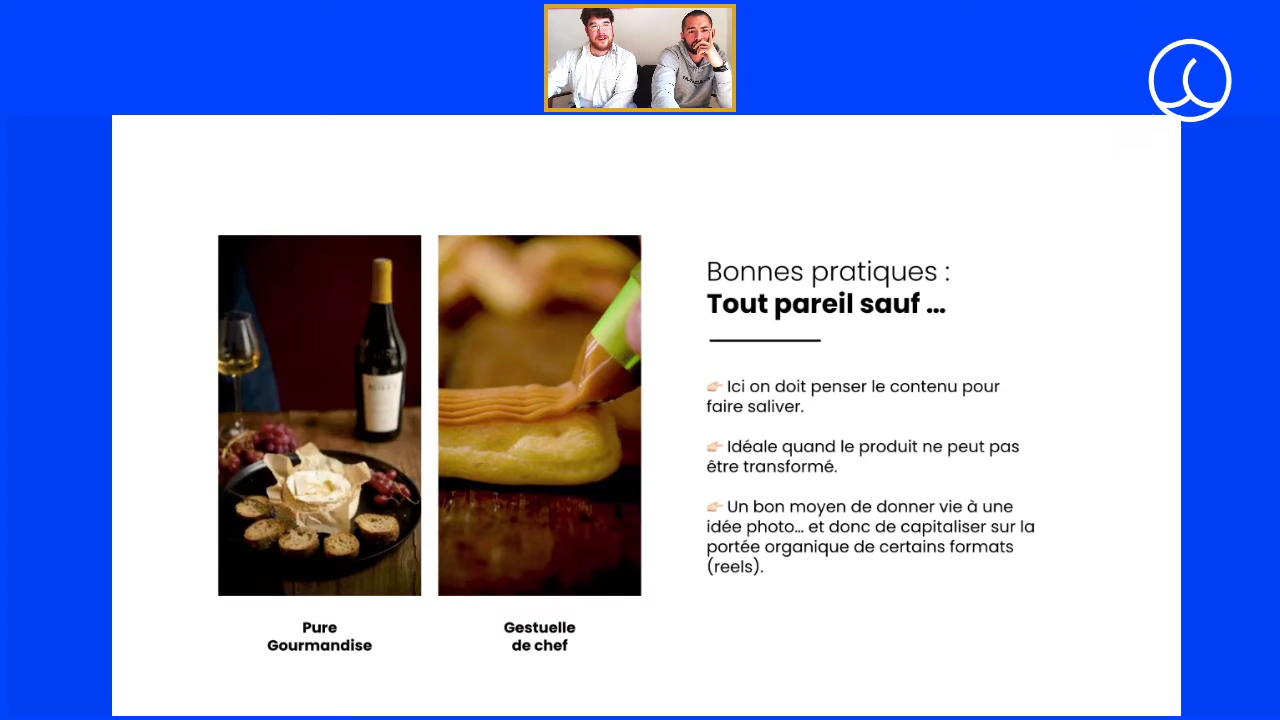 Bonnes pratiques :
Tout pareil sauf ...
👉🏻 Ici on doit penser le contenu pour
faire saliver.
👉🏻 Idéale quand le produit ne peut pas
être transformé.
👉🏻 Un bon moyen de donner vie à une
idée photo... et donc de capitaliser sur la
portée organique de certains formats
(reels).
Pure
Gourmandise
Gestuelle
de chef